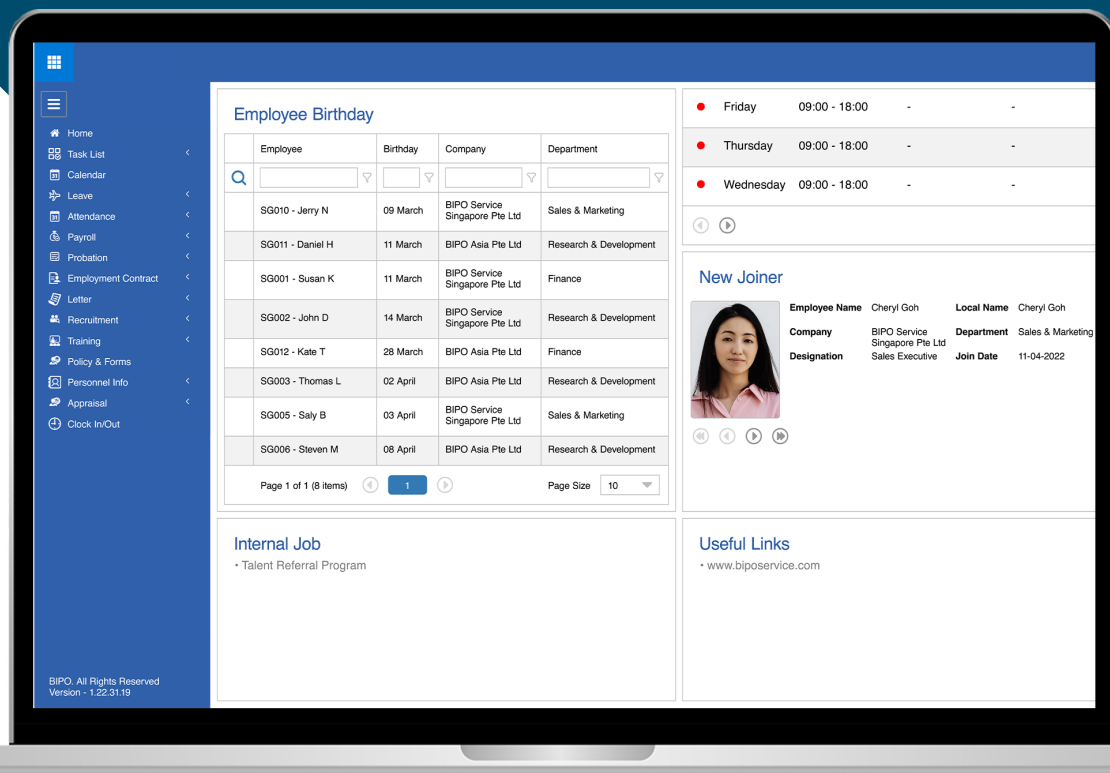 Home
Task List
Calendar
Leave
Attendance
Payroll
Probation
Employment Contract
Letter
Recruitment
Training
Policy & Forms
Personnel Info
Appraisal
Clock In/Out
BIPO. All Rights Reserved
Version - 1.22.31.19
Employee Birthday
Employee Birthday Company Department
SG010 - Jerry N 09 March BIPO Service Singapore Pte Ltd Sales & Marketing
SG011 - Daniel H 11 March BIPO Asia Pte Ltd Research & Development
SG001 - Susan K 11 March BIPO Service Singapore Pte Ltd Finance
SG002 - John D 14 March BIPO Service Singapore Pte Ltd Research & Development
SG012 - Kate T 28 March BIPO Asia Pte Ltd Finance
SG003 - Thomas L 02 April BIPO Asia Pte Ltd Research & Development
SG005 - Saly B 03 April BIPO Service Singapore Pte Ltd Sales & Marketing
SG006 - Steven M 08 April BIPO Asia Pte Ltd Research & Development
Page 1 of 1 (8 items) 1 Page Size 10
Friday 09:00 - 18:00 - -
Thursday 09:00 - 18:00 - -
Wednesday 09:00 - 18:00 - -
New Joiner
Employee Name Cheryl Goh Local Name Cheryl Goh
Company BIPO Service Singapore Pte Ltd Department Sales & Marketing
Designation Sales Executive Join Date 11-04-2022
Internal Job
• Talent Referral Program
Useful Links
• www.biposervice.com